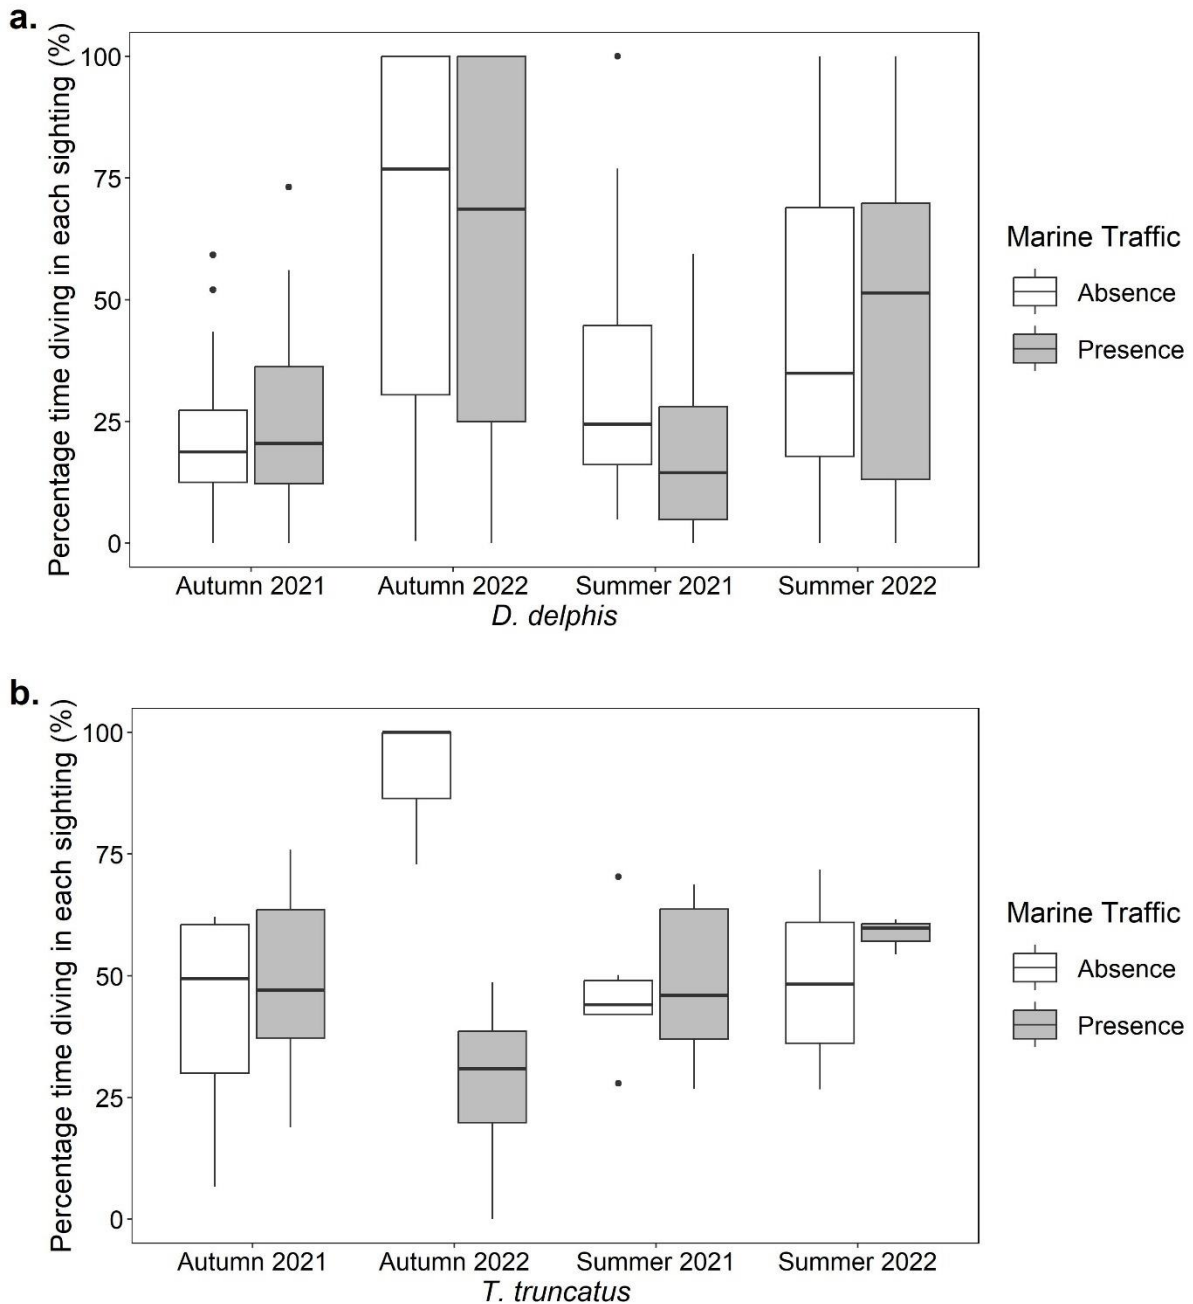 a.
Percentage time diving in each sighting (%)
100
75
50
25
0
Autumn 2021 Autumn 2022 Summer 2021 Summer 2022
D. delphis
Marine Traffic
Absence
Presence
b.
Percentage time diving in each sighting (%)
100
75
50
25
0
Autumn 2021 Autumn 2022 Summer 2021 Summer 2022
T. truncatus
Marine Traffic
Absence
Presence